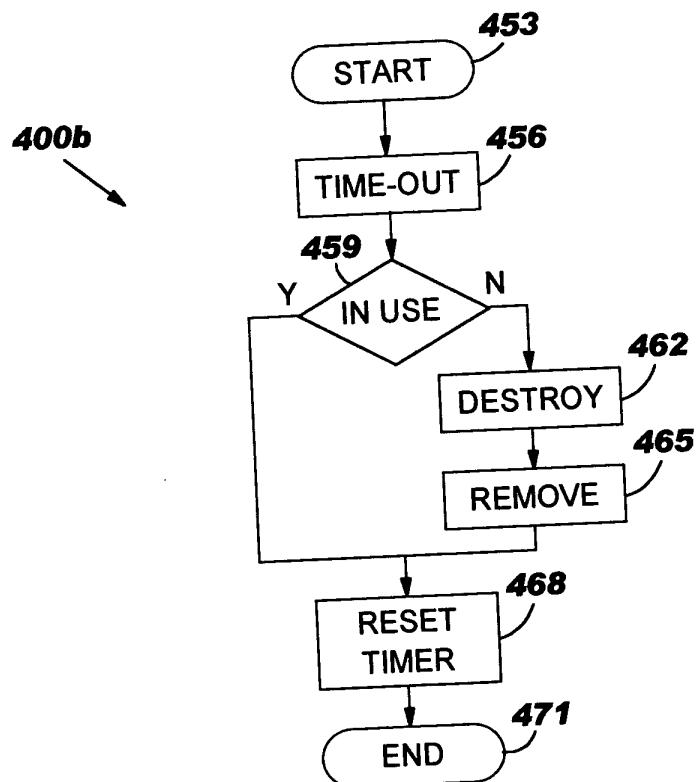 453
START
400b
456
TIME-OUT
459
Y
N
IN USE
462
DESTROY
465
REMOVE
468
RESET
TIMER
471
END